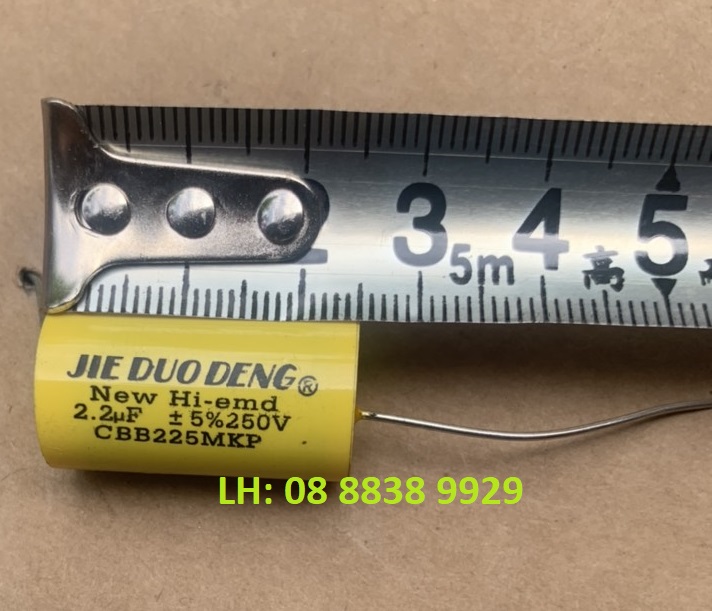 2 3 4 5
5m 高
JIE DUO DENG®
New Hi-emd
2.2µF ±5%250V
CBB225MKP
LH: 08 8838 9929